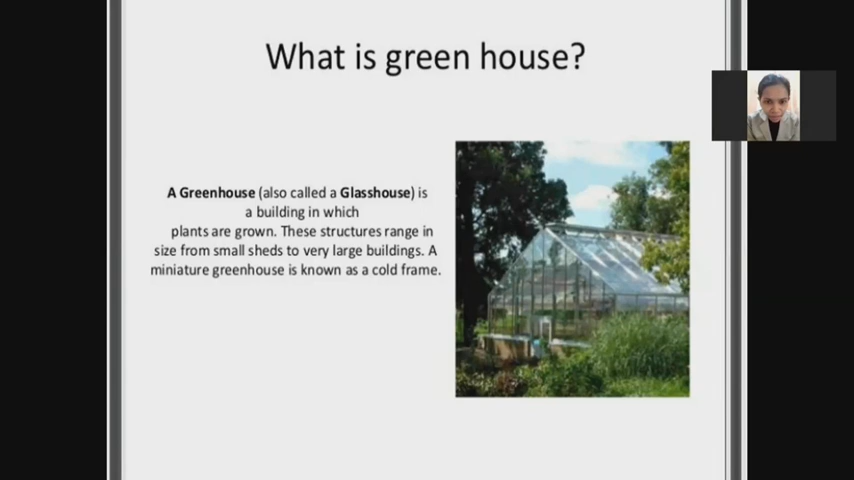 What is green house?
A Greenhouse (also called a Glasshouse) is
a building in which
plants are grown. These structures range in
size from small sheds to very large buildings. A
miniature greenhouse is known as a cold frame.